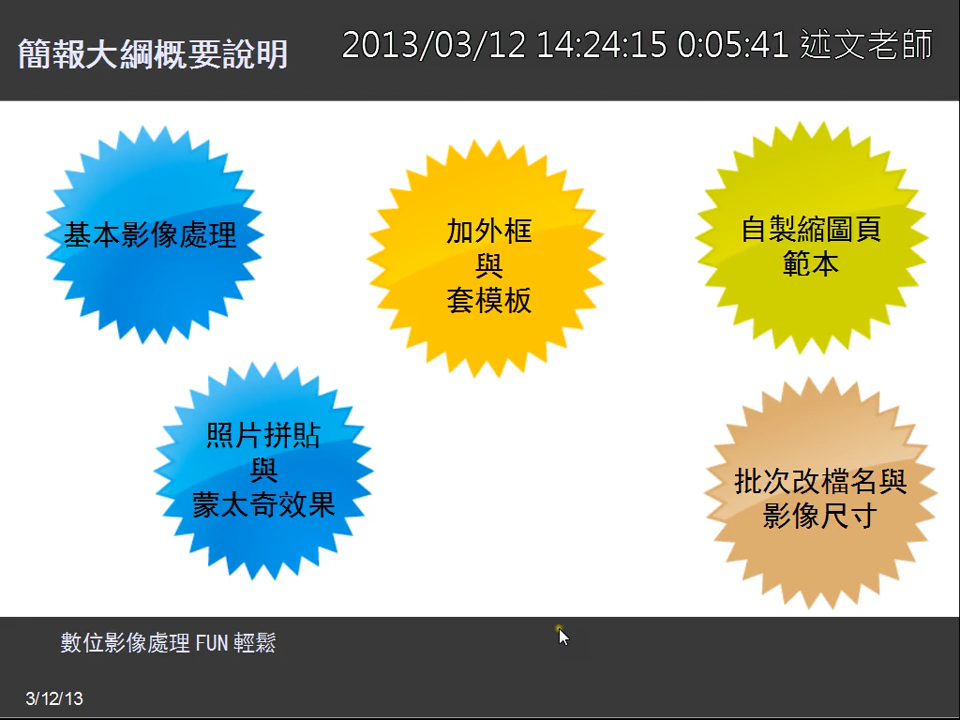 簡報大綱概要說明
2013/03/12 14:24:15 0:05:41 述文老師
基本影像處理
加外框
與
套模板
自製縮圖頁
範本
照片拼貼
與
蒙太奇效果
批次改檔名與
影像尺寸
數位影像處理 FUN 輕鬆
3/12/13